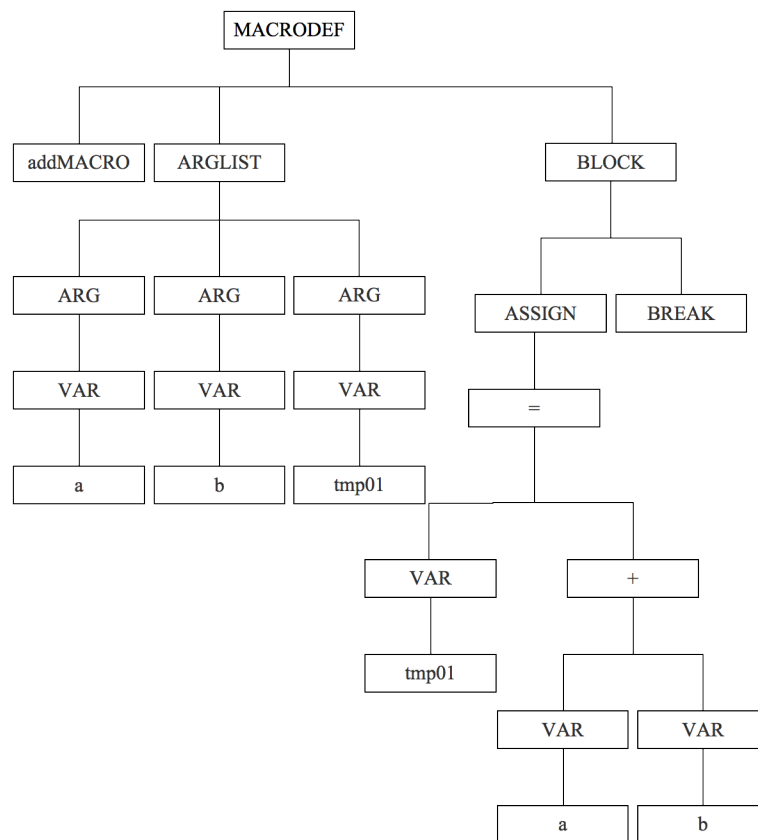 MACRODEF
addMACRO
ARGLIST
BLOCK
ARG
ARG
ARG
ASSIGN
BREAK
VAR
VAR
VAR
=
a
b
tmp01
VAR
+
tmp01
VAR
VAR
a
b